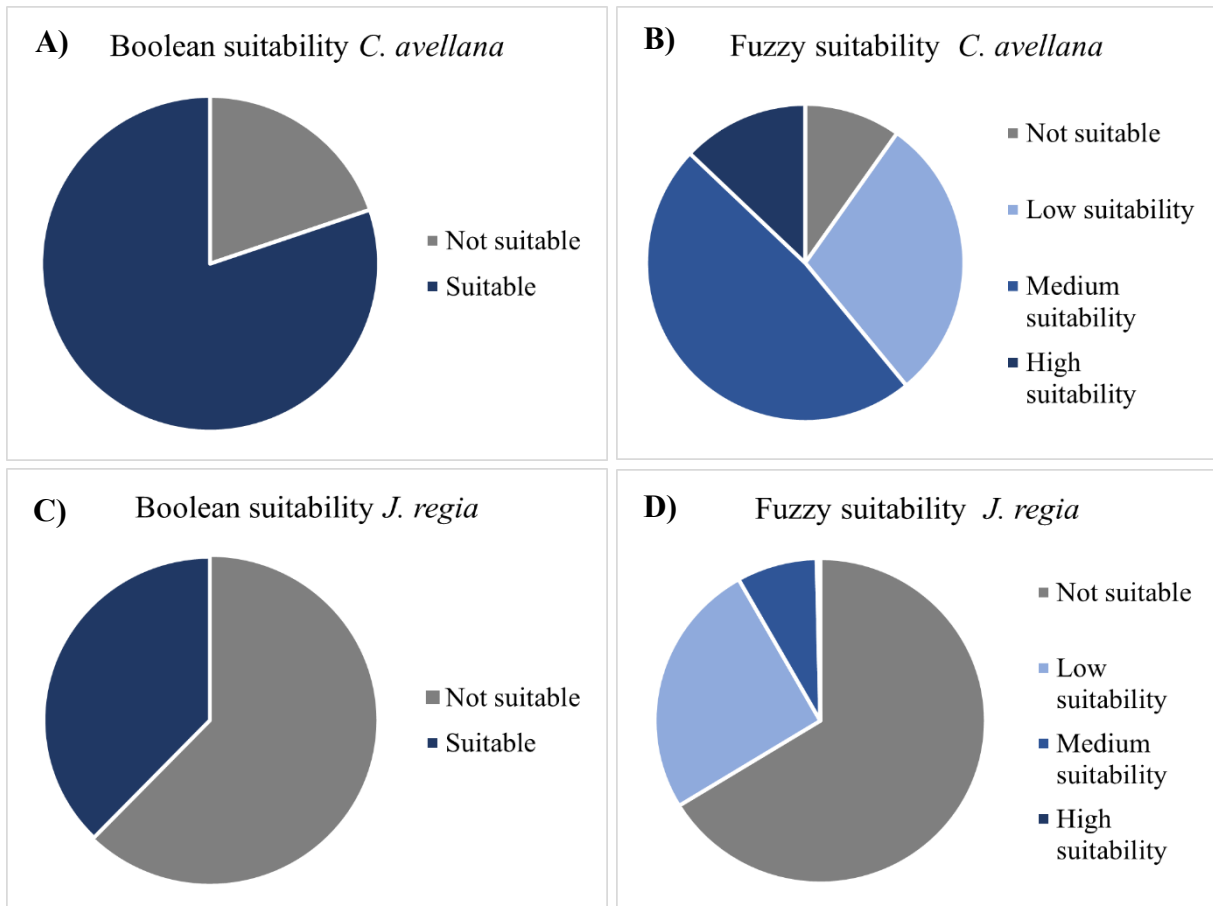 A) Boolean suitability C. avellana
Not suitable
Suitable
B) Fuzzy suitability C. avellana
Not suitable
Low suitability
Medium
suitability
High
suitability
C) Boolean suitability J. regia
Not suitable
Suitable
D) Fuzzy suitability J. regia
Not suitable
Low
suitability
Medium
suitability
High
suitability